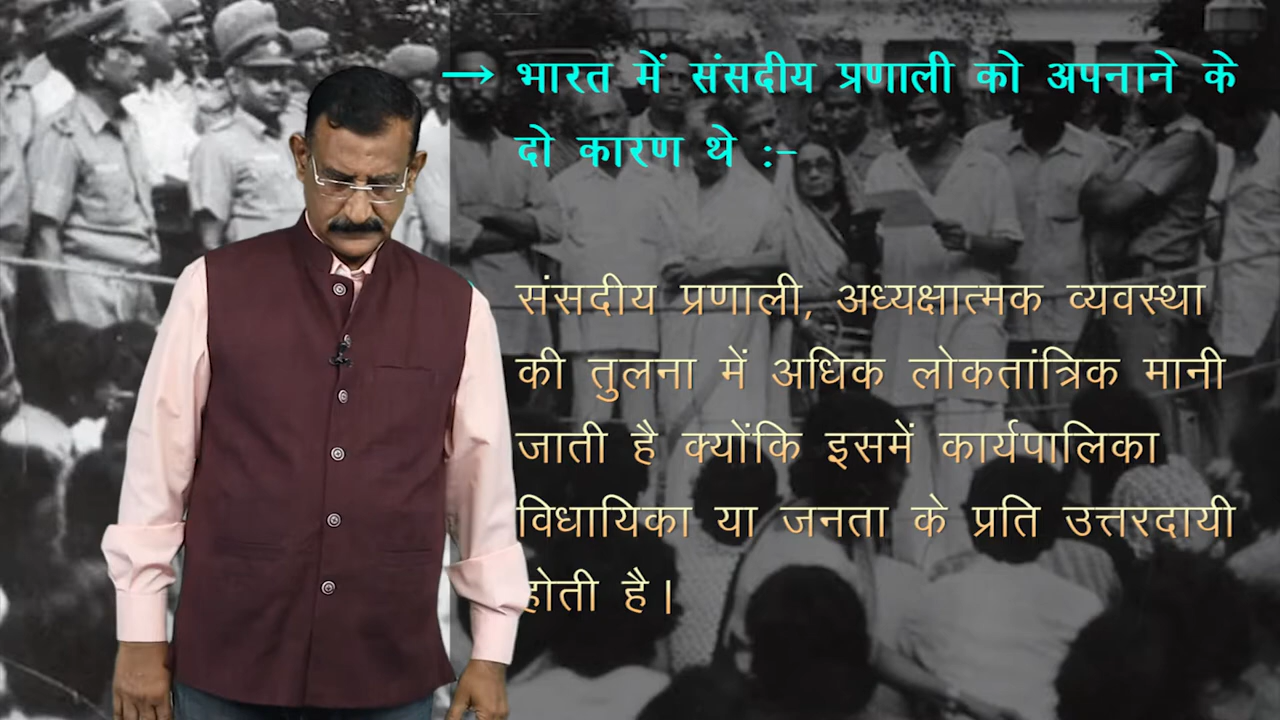 → भारत में संसदीय प्रणाली को अपनाने के
दो कारण थे :–
संसदीय प्रणाली, अध्यक्षात्मक व्यवस्था
की तुलना में अधिक लोकतांत्रिक मानी
जाती है क्योंकि इसमें कार्यपालिका
विधायिका या जनता के प्रति उत्तरदायी
होती है।